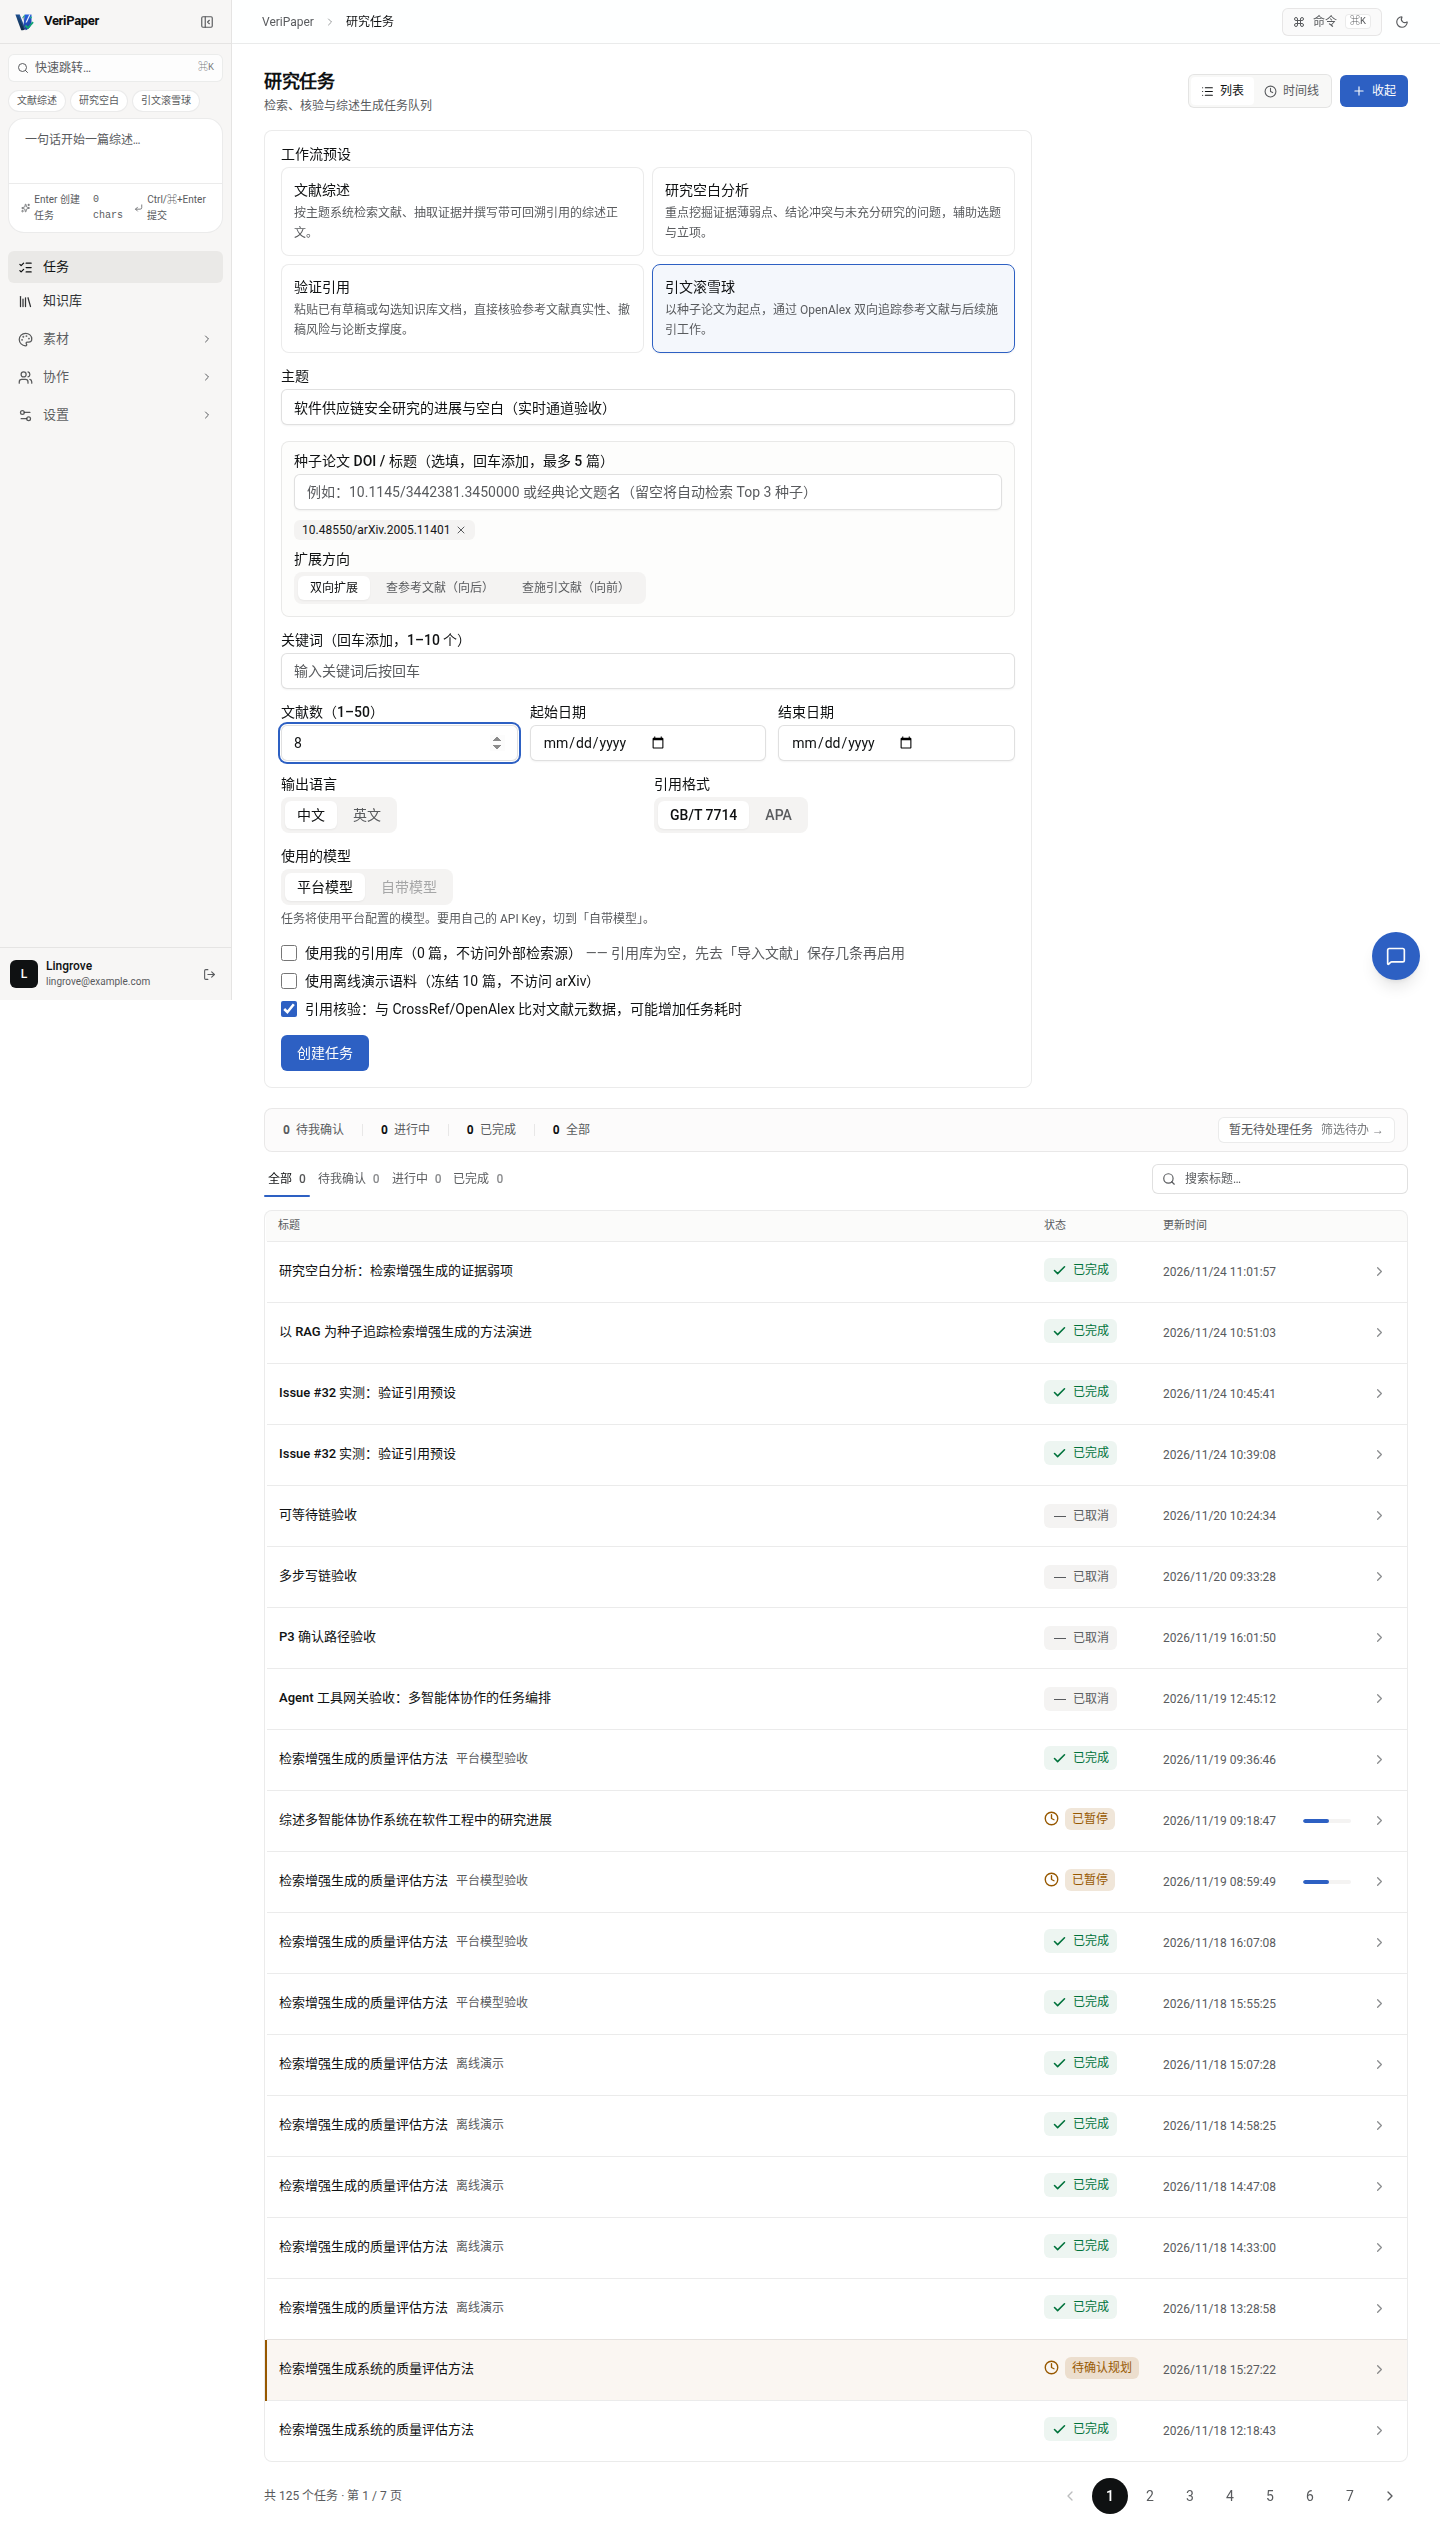 VeriPaper
快速跳转... ⌘K
文献综述 研究空白 引文滚雪球
一句话开始一篇综述...
Enter 创建任务 0 chars Ctrl/⌘+Enter 提交
任务
知识库
素材
协作
设置
Lingrove
L
lingrove@example.com
VeriPaper 研究任务
命令 ⌘K
研究任务
检索、核验与综述生成任务队列
列表 时间线 收起
工作流预设
文献综述
按主题系统检索文献、抽取证据并撰写带可回溯引用的综述正
文。
研究空白分析
重点挖掘证据薄弱点、结论冲突与未充分研究的问题，辅助选题
与立项。
验证引用
粘贴已有草稿或勾选知识库文档，直接核验参考文献真实性、撤
稿风险与论断支撑度。
引文滚雪球
以种子论文为起点，通过 OpenAlex 双向追踪参考文献与后续施
引工作。
主题
软件供应链安全研究的进展与空白（实时通道验收）
种子论文 DOI / 标题（选填，回车添加，最多 5 篇）
例如：10.1145/3442381.3450000 或经典论文题名（留空将自动检索 Top 3 种子）
10.48550/arXiv.2005.11401
扩展方向
双向扩展 查参考文献（向后） 查施引文献（向前）
关键词（回车添加，1–10 个）
输入关键词后按回车
文献数（1–50） 起始日期 结束日期
8 mm/dd/yyyy mm/dd/yyyy
输出语言 引用格式
中文 英文 GB/T 7714 APA
使用的模型
平台模型 自带模型
任务将使用平台配置的模型。要用自己的 API Key，切到「自带模型」。
使用我的引用库（0 篇，不访问外部检索源） —— 引用库为空，先去「导入文献」保存几条再启用
使用离线演示语料（冻结 10 篇，不访问 arXiv）
引用核验：与 CrossRef/OpenAlex 比对文献元数据，可能增加任务耗时
创建任务
0 待我确认 0 进行中 0 已完成 0 全部 暂无待处理任务 筛选待办 →
全部 0 待我确认 0 进行中 0 已完成 0 搜索标题...
标题 状态 更新时间
研究空白分析：检索增强生成的证据弱项 已完成 2026/11/24 11:01:57
以 RAG 为种子追踪检索增强生成的方法演进 已完成 2026/11/24 10:51:03
Issue #32 实测：验证引用预设 已完成 2026/11/24 10:45:41
Issue #32 实测：验证引用预设 已完成 2026/11/24 10:39:08
可等待链验收 已取消 2026/11/20 10:24:34
多步写链验收 已取消 2026/11/20 09:33:28
P3 确认路径验收 已取消 2026/11/19 16:01:50
Agent 工具网关验收：多智能体协作的任务编排 已取消 2026/11/19 12:45:12
检索增强生成的质量评估方法 平台模型验收 已完成 2026/11/19 09:36:46
综述多智能体协作系统在软件工程中的研究进展 已暂停 2026/11/19 09:18:47
检索增强生成的质量评估方法 平台模型验收 已暂停 2026/11/19 08:59:49
检索增强生成的质量评估方法 平台模型验收 已完成 2026/11/18 16:07:08
检索增强生成的质量评估方法 平台模型验收 已完成 2026/11/18 15:55:25
检索增强生成的质量评估方法 离线演示 已完成 2026/11/18 15:07:28
检索增强生成的质量评估方法 离线演示 已完成 2026/11/18 14:58:25
检索增强生成的质量评估方法 离线演示 已完成 2026/11/18 14:47:08
检索增强生成的质量评估方法 离线演示 已完成 2026/11/18 14:33:00
检索增强生成的质量评估方法 离线演示 已完成 2026/11/18 13:28:58
检索增强生成系统的质量评估方法 待确认规划 2026/11/18 15:27:22
检索增强生成系统的质量评估方法 已完成 2026/11/18 12:18:43
共 125 个任务 · 第 1 / 7 页 1 2 3 4 5 6 7